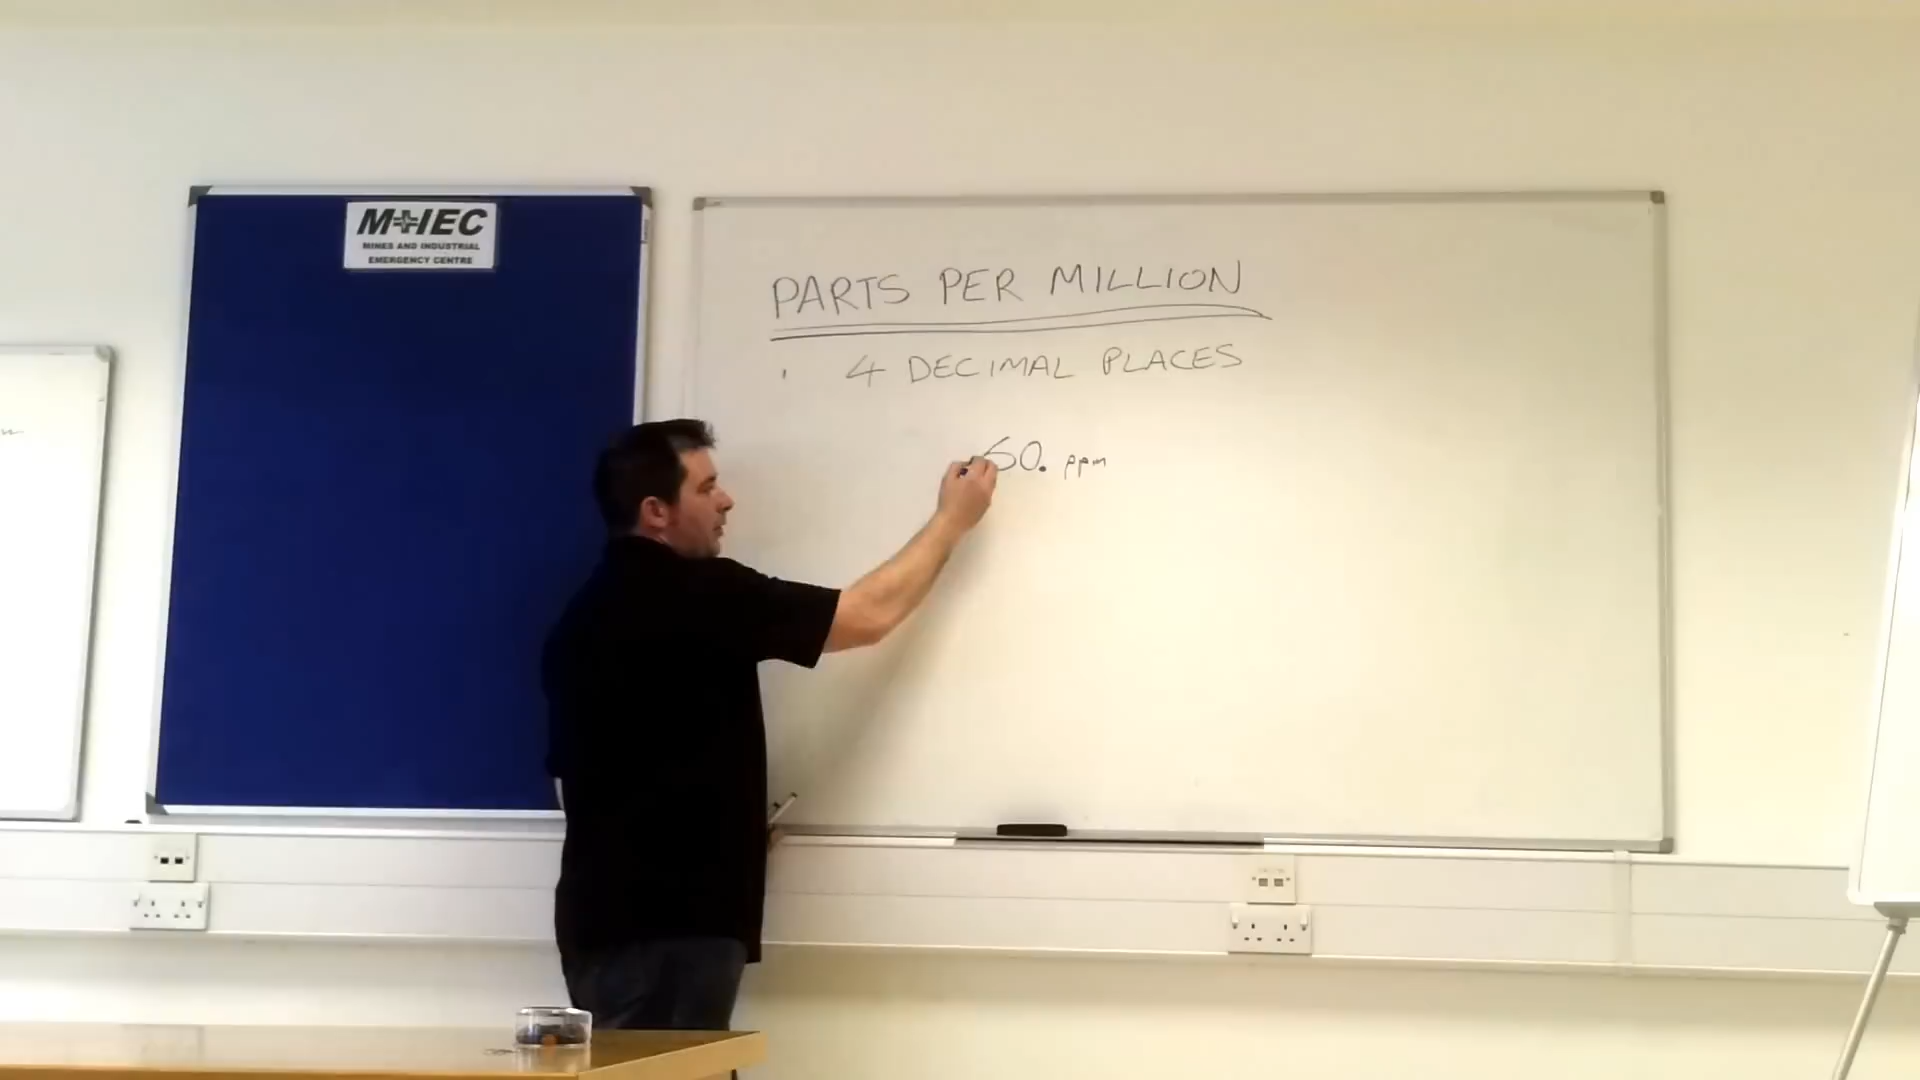 M+IEC
MINES AND INDUSTRIAL
EMERGENCY CENTRE
PARTS PER MILLION
4 DECIMAL PLACES
50. ppm